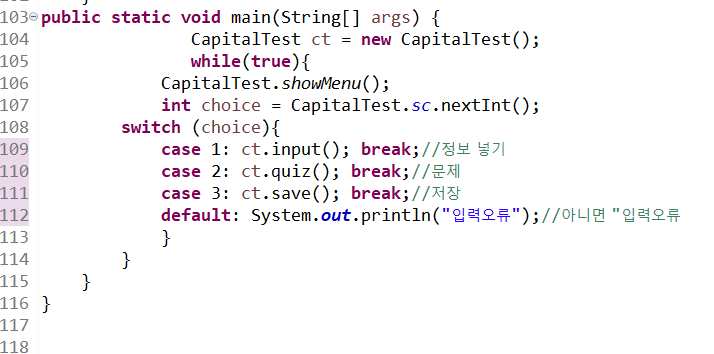 103 public static void main(String[] args) {
104 CapitalTest ct = new CapitalTest();
105 while(true){
106 CapitalTest.showMenu();
107 int choice = CapitalTest.sc.nextInt();
108 switch (choice){
109 case 1: ct.input(); break;//정보 넣기
110 case 2: ct.quiz(); break;//문제
111 case 3: ct.save(); break;//저장
112 default: System.out.println("입력오류");//아니면 "입력오류
113 }
114 }
115 }
116 }
117
118